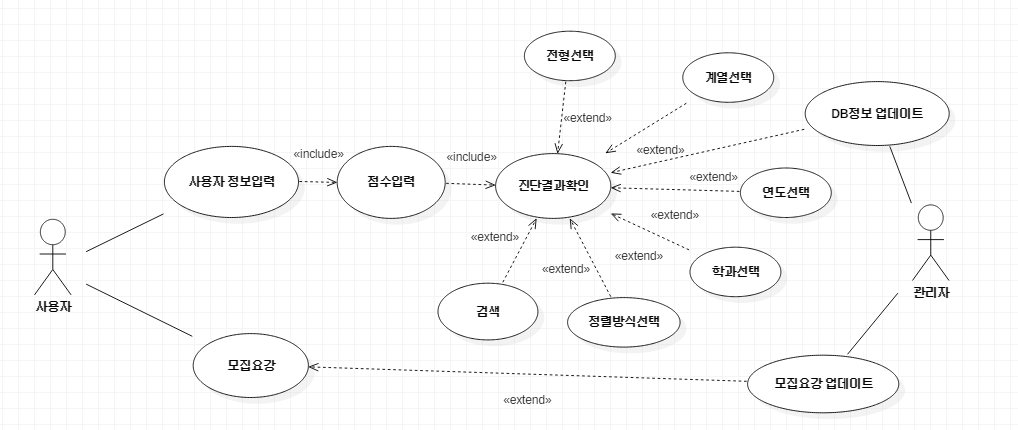 전형선택
계열선택
DB정보 업데이트
«extend»
«extend»
«include»
«include»
사용자 정보입력
점수입력
진단결과확인
«extend»
연도선택
«extend»
«extend»
«extend»
«extend»
학과선택
사용자
관리자
검색
정렬방식선택
모집요강
모집요강 업데이트
«extend»